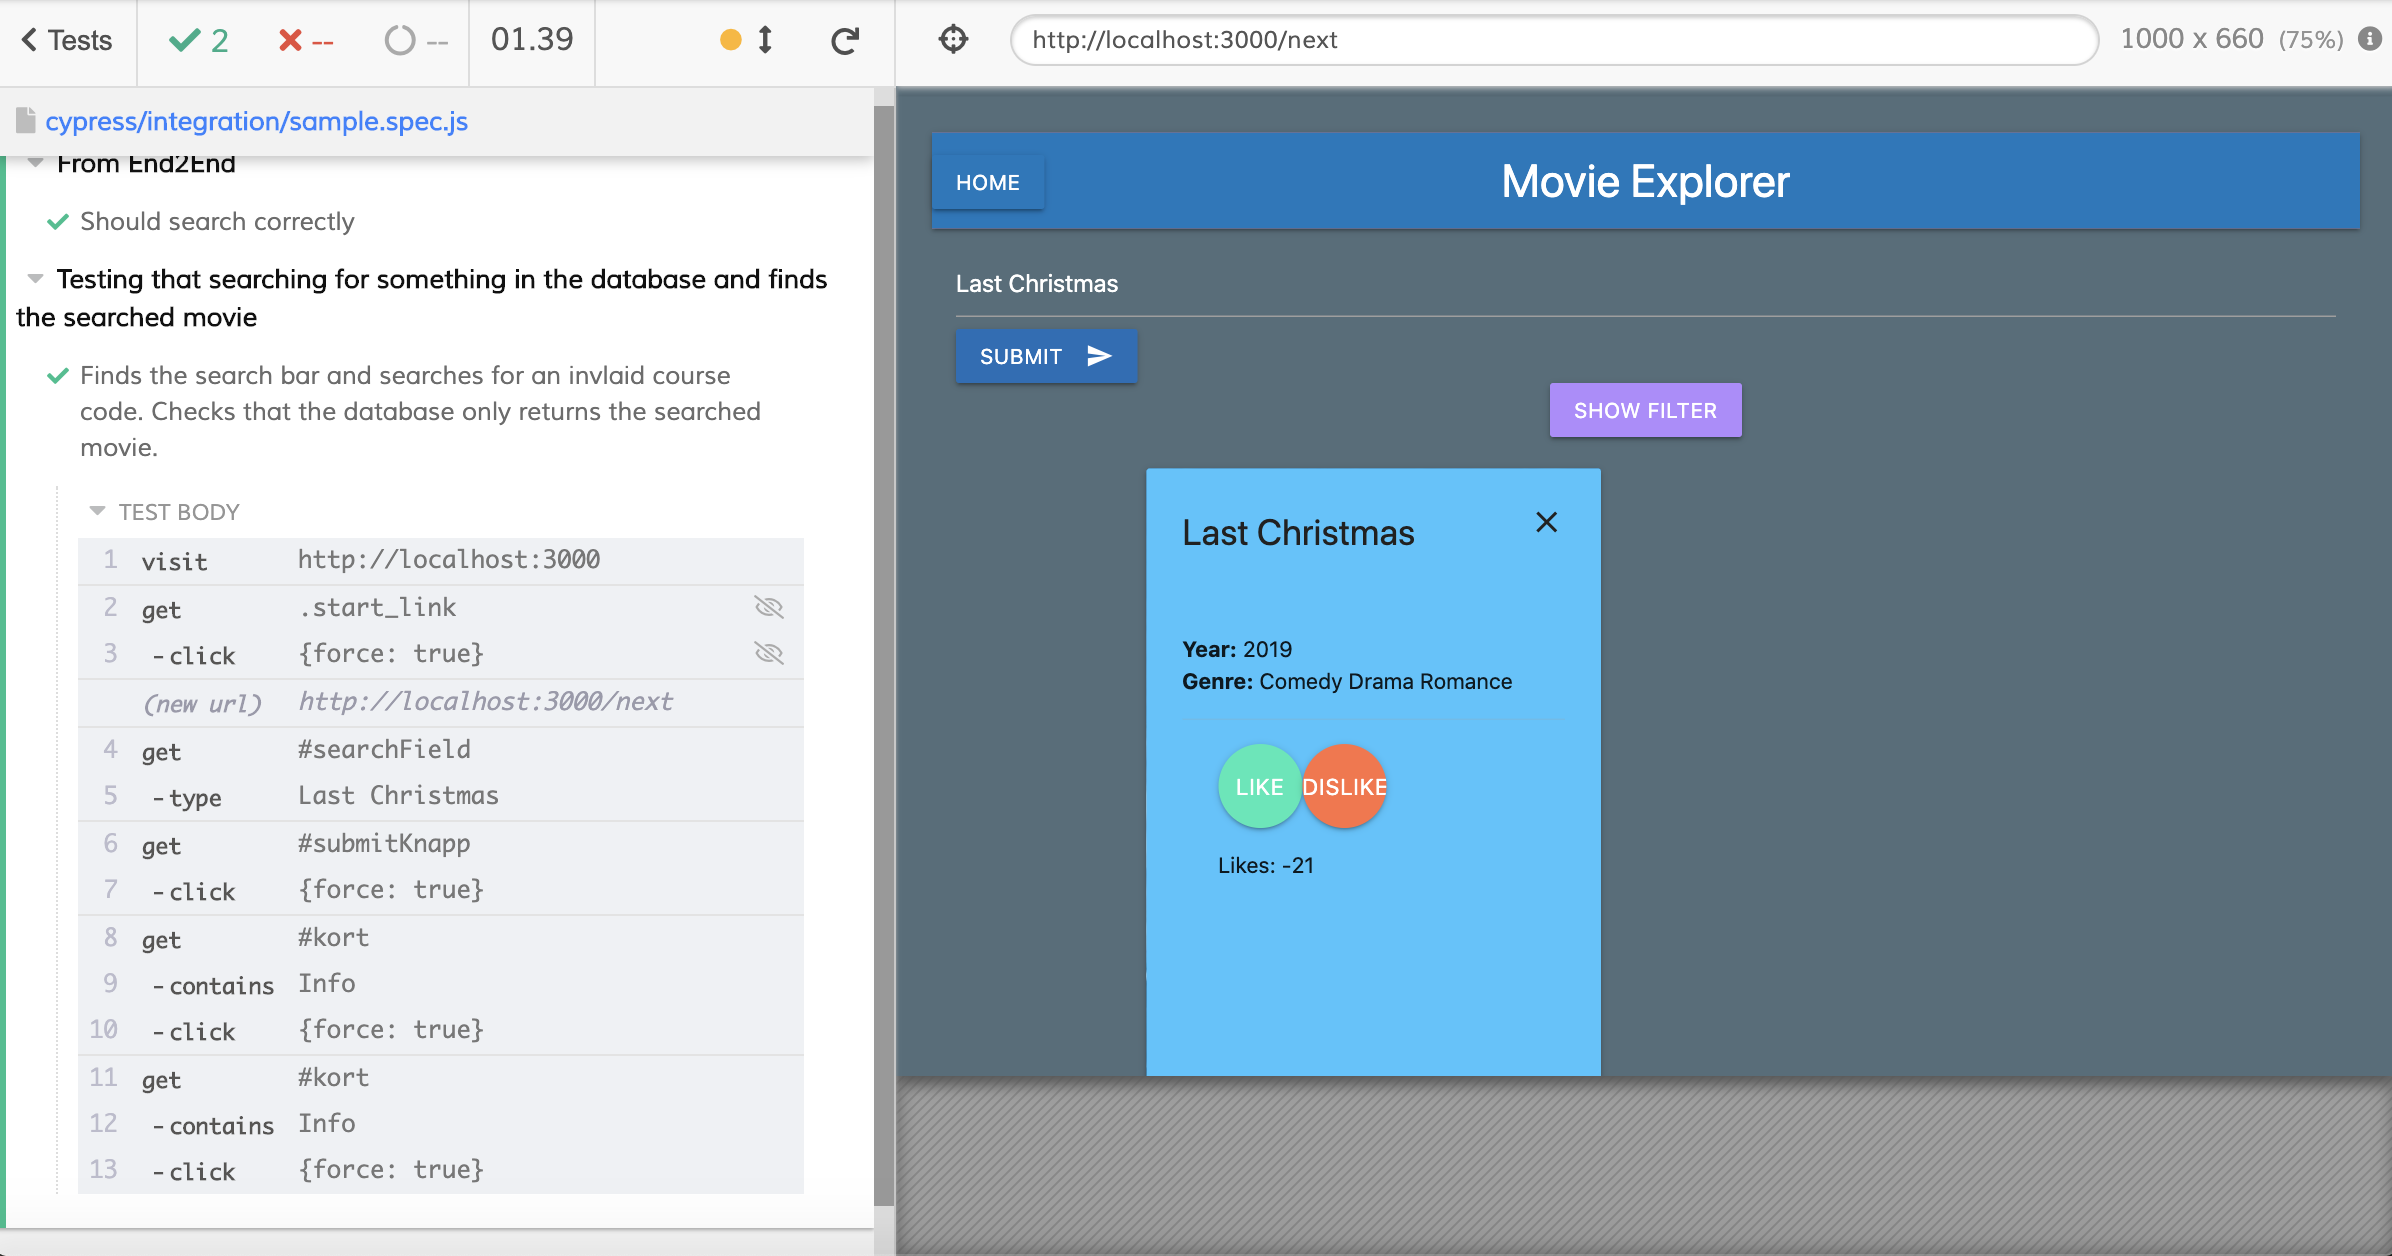 Tests
2
--
--
01.39
http://localhost:3000/next
1000 x 660 (75%)
cypress/integration/sample.spec.js
From End2End
Should search correctly
Testing that searching for something in the database and finds
the searched movie
Finds the search bar and searches for an invlaid course
code. Checks that the database only returns the searched
movie.
TEST BODY
1 visit http://localhost:3000
2 get .start_link
3 -click {force: true}
(new url) http://localhost:3000/next
4 get #searchField
5 -type Last Christmas
6 get #submitKnapp
7 -click {force: true}
8 get #kort
9 -contains Info
10 -click {force: true}
11 get #kort
12 -contains Info
13 -click {force: true}
HOME
Movie Explorer
Last Christmas
SUBMIT
SHOW FILTER
Last Christmas
Year: 2019
Genre: Comedy Drama Romance
LIKE DISLIKE
Likes: -21